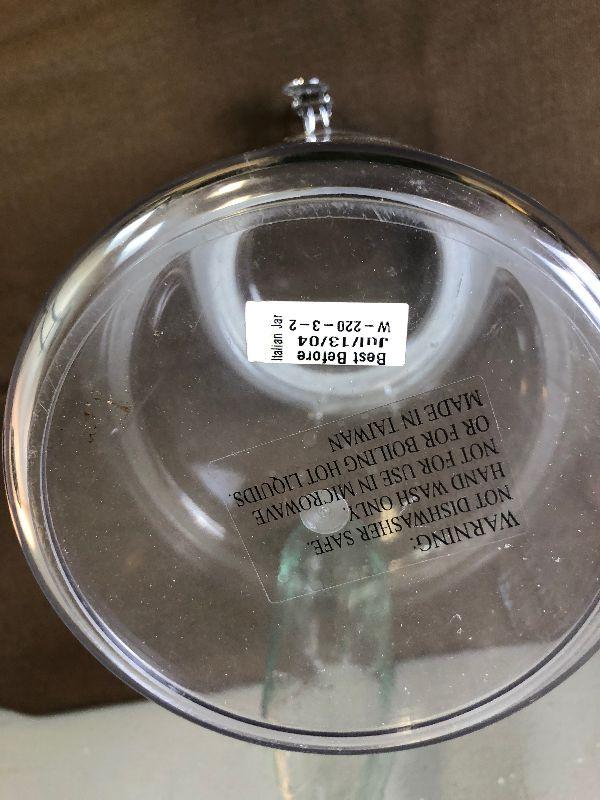 Best Before
Jul/13/04
W-220-3-2
Italian Jar
WARNING:
NOT DISHWASHER SAFE.
HAND WASH ONLY
NOT FOR USE IN MICROWAVE
OR FOR BOILING HOT LIQUIDS.
MADE IN TAIWAN